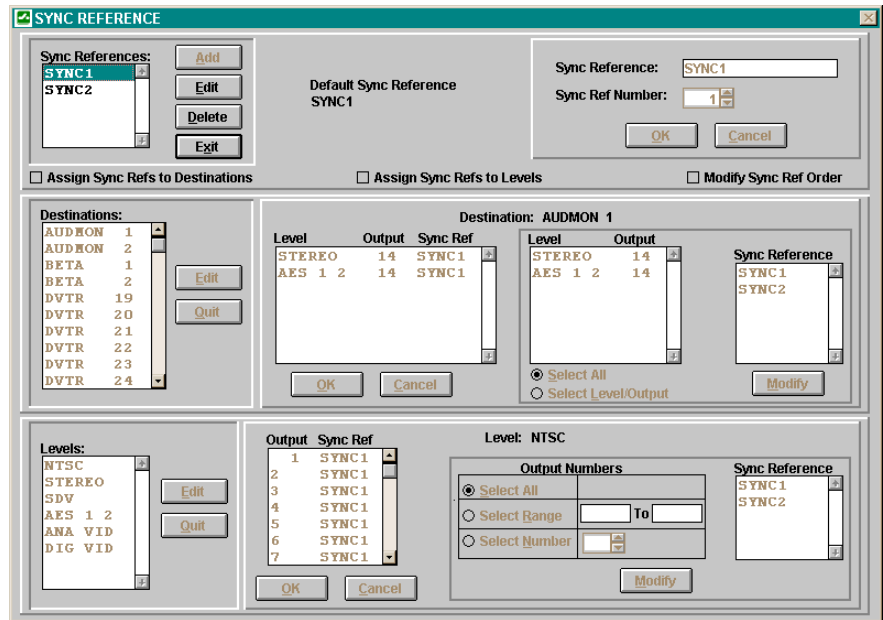 SYNC REFERENCE
Sync References:
SYNC1
SYNC2
Add
Edit
Delete
Exit
Default Sync Reference
SYNC1
Sync Reference: SYNC1
Sync Ref Number: 1
OK Cancel
Assign Sync Refs to Destinations
Assign Sync Refs to Levels
Modify Sync Ref Order
Destinations:
AUDMON 1
AUDMON 2
BETA 1
BETA 2
DVTR 19
DVTR 20
DVTR 21
DVTR 22
DVTR 23
DVTR 24
Edit
Quit
Destination: AUDMON 1
Level Output Sync Ref
STEREO 14 SYNC1
AES 1 2 14 SYNC1
OK Cancel
Level Output
STEREO 14
AES 1 2 14
Select All
Select Level/Output
Sync Reference
SYNC1
SYNC2
Modify
Levels:
NTSC
STEREO
SDV
AES 1 2
ANA VID
DIG VID
Edit
Quit
Output Sync Ref
1 SYNC1
2 SYNC1
3 SYNC1
4 SYNC1
5 SYNC1
6 SYNC1
7 SYNC1
OK Cancel
Level: NTSC
Output Numbers
Select All
Select Range To
Select Number
Modify
Sync Reference
SYNC1
SYNC2